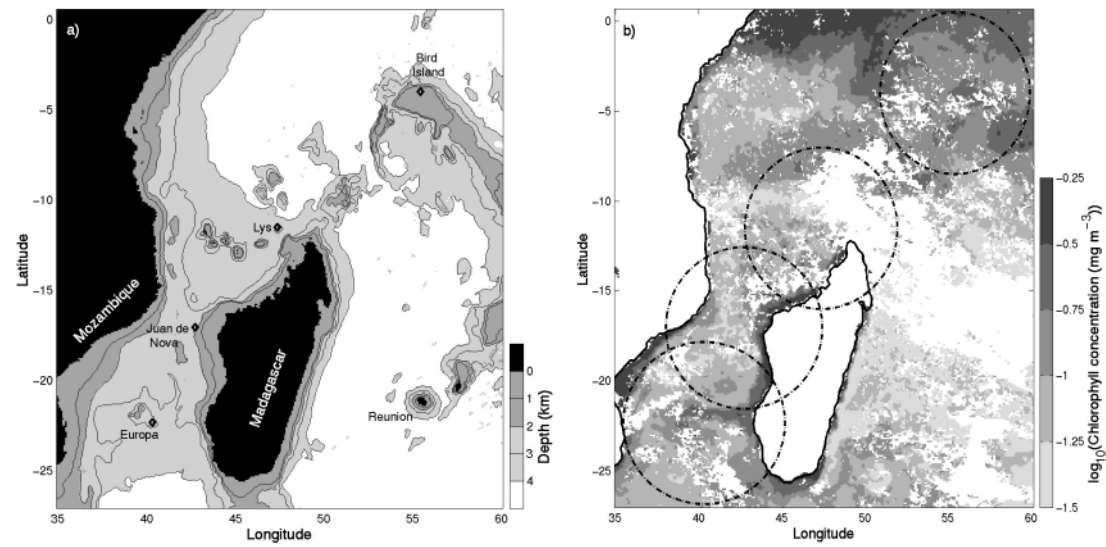 a)
0
−5
−10
−15
−20
−25
Latitude
Bird
Island
Lys
Mozambique
Juan de
Nova
Madagascar
Reunion
Europa
35
40
45
50
55
60
Longitude
0
1
2
3
4
Depth (km)
b)
0
−5
−10
−15
−20
−25
Latitude
35
40
45
50
55
60
Longitude
−0.25
−0.5
−0.75
−1
−1.25
−1.5
log10(Chlorophyll concentration (mg m−3))